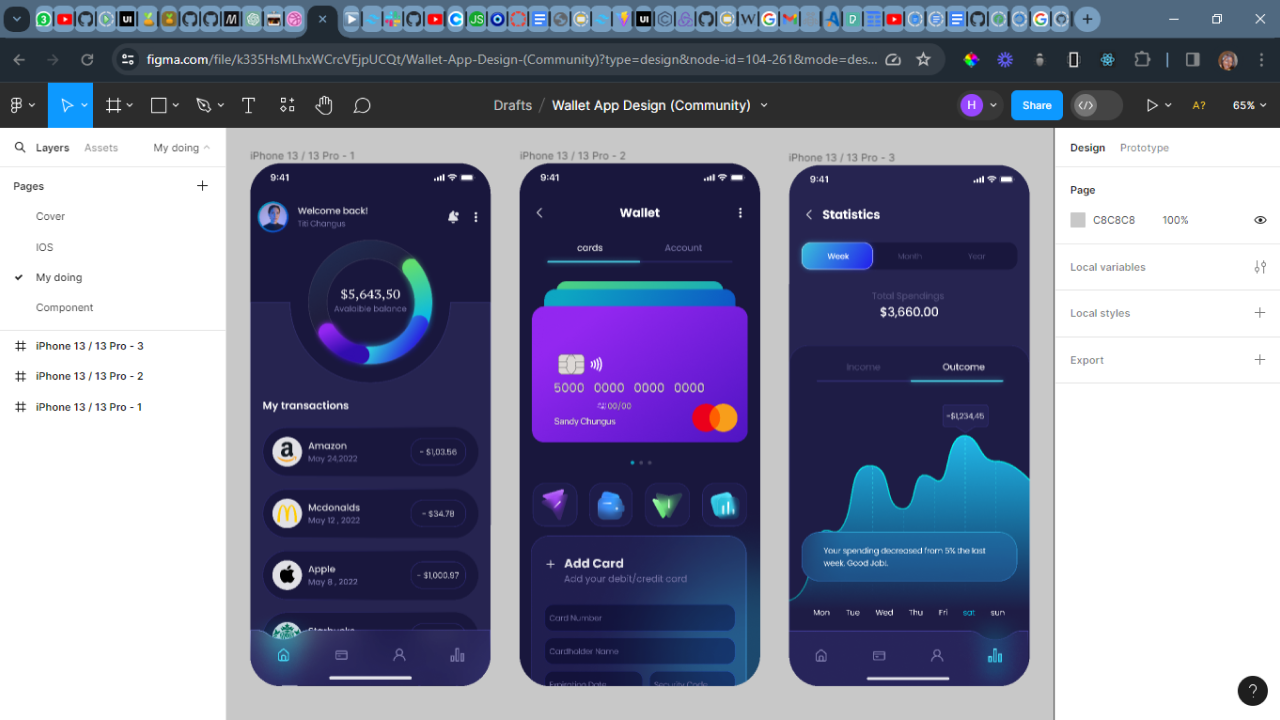 figma.com/file/k335HsMLhxWCrcVEjpUCQt/Wallet-App-Design-(Community)?type=design&node-id=104-261&mode=des...
Drafts / Wallet App Design (Community)
H
Share
A?
65%
Layers
Assets
My doing
Pages
Cover
IOS
My doing
Component
iPhone 13 / 13 Pro - 3
iPhone 13 / 13 Pro - 2
iPhone 13 / 13 Pro - 1
iPhone 13 / 13 Pro - 1
9:41
Welcome back!
Titi Changus
$5,643,50
Avalaible balance
My transactions
Amazon
May 24,2022
- $1,03.56
Mcdonalds
May 12 , 2022
- $34.78
Apple
May 8 , 2022
- $1,000.97
Starbucks
iPhone 13 / 13 Pro - 2
9:41
Wallet
cards
Account
5000 0000 0000 0000
00/00
Sandy Chungus
+ Add Card
Add your debit/credit card
Card Number
Cardholder Name
Expiraring Date
Security Code
iPhone 13 / 13 Pro - 3
9:41
Statistics
Week
Month
Year
Total Spendings
$3,660.00
Income
Outcome
-$1,234,45
Your spending decreased from 5% the last
week. Good Job!.
Mon Tue Wed Thu Fri sat sun
Design
Prototype
Page
C8C8C8
100%
Local variables
Local styles
Export
?